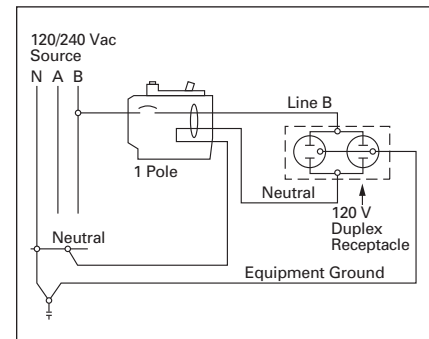 120/240 Vac
Source
N A B
Line B
1 Pole
Neutral
120 V
Duplex
Receptacle
Neutral
Equipment Ground